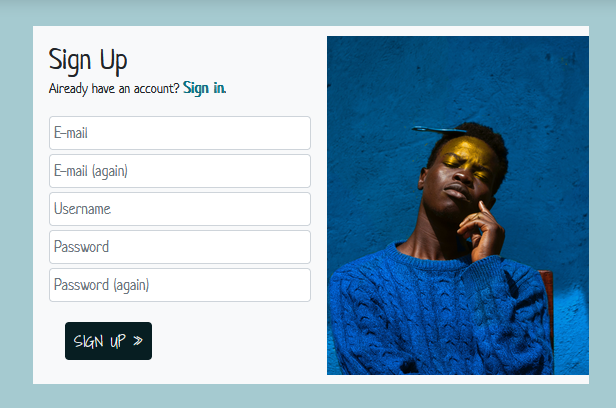 Sign Up
Already have an account? Sign in.
E-mail
E-mail (again)
Username
Password
Password (again)
SIGN UP »